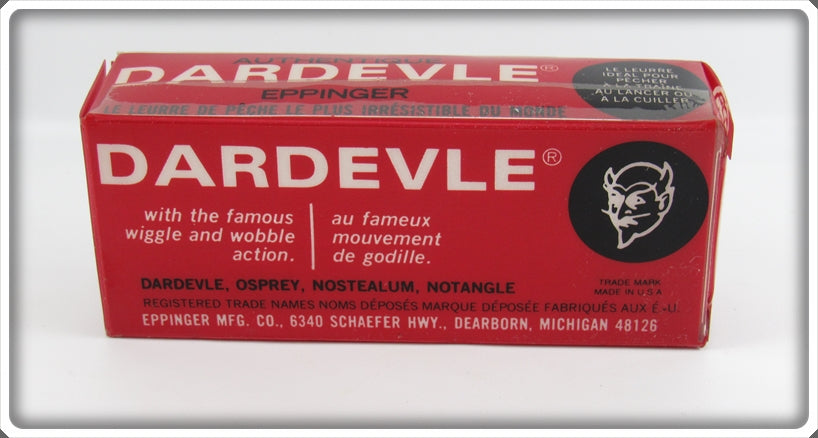 AUTHENTIQUE
DARDEVLE®
EPPINGER
LE LEURRE DE PÊCHE LE PLUS IRRÉSISTIBLE DU MONDE
LE LEURRE
IDEAL POUR
PÊCHER
À LA TRAÎNE,
AU LANCER OU
A LA CUILLER
DARDEVLE®
with the famous
wiggle and wobble
action.
au fameux
mouvement
de godille.
DARDEVLE, OSPREY, NOSTEALUM, NOTANGLE
REGISTERED TRADE NAMES NOMS DÉPOSÉS MARQUE DÉPOSÉE FABRIQUÉS AUX É.-U.
EPPINGER MFG. CO., 6340 SCHAEFER HWY., DEARBORN, MICHIGAN 48126
TRADE MARK
MADE IN U.S.A